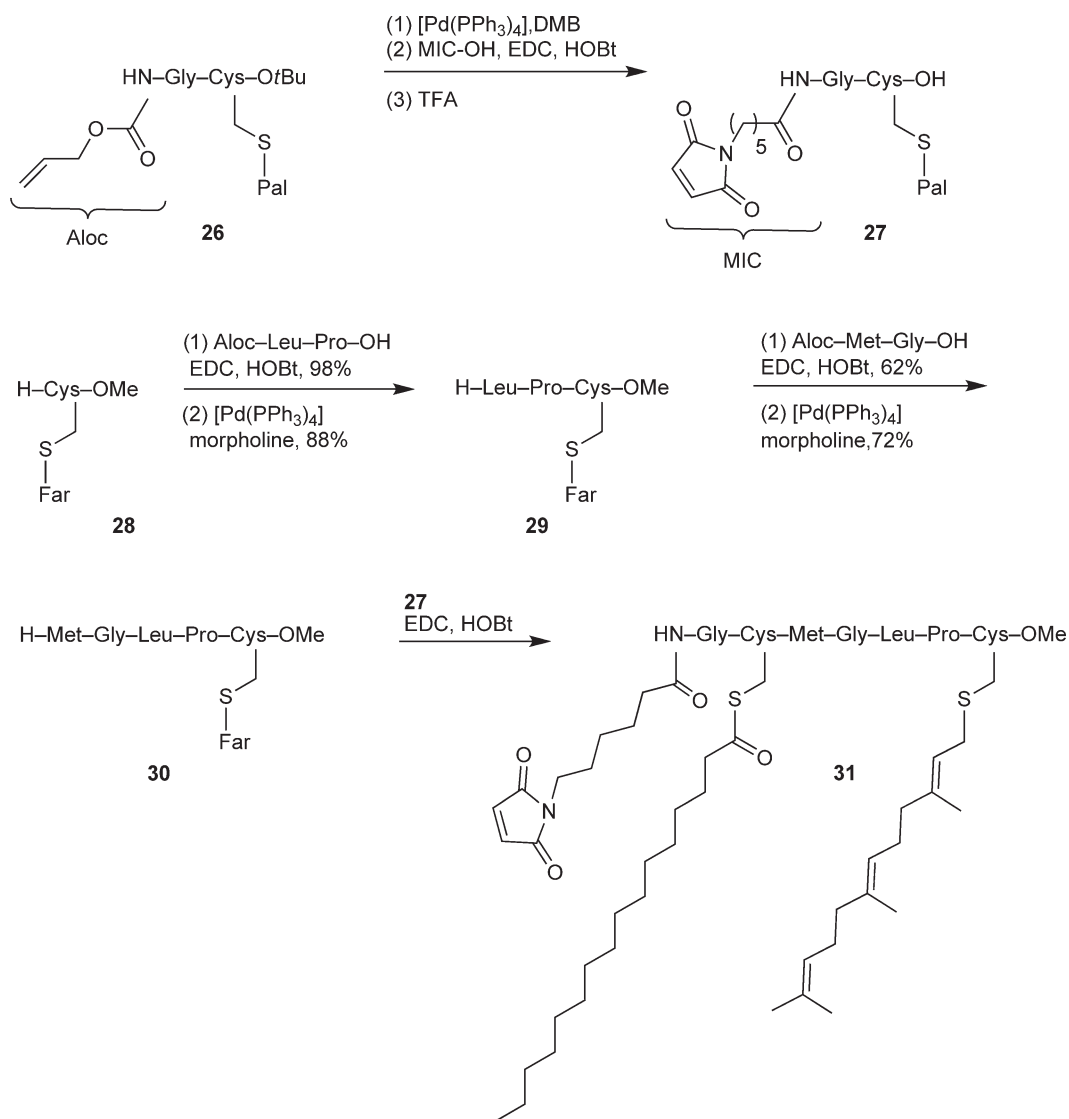 (1) [Pd(PPh3)4],DMB
(2) MIC-OH, EDC, HOBt
(3) TFA
HN–Gly–Cys–OtBu
O
O
S
Pal
Aloc
26
HN–Gly–Cys–OH
O
N
5
O
O
S
Pal
MIC
27
(1) Aloc–Leu–Pro–OH
EDC, HOBt, 98%
(2) [Pd(PPh3)4]
morpholine, 88%
H–Cys–OMe
S
Far
28
H–Leu–Pro–Cys–OMe
S
Far
29
(1) Aloc–Met–Gly–OH
EDC, HOBt, 62%
(2) [Pd(PPh3)4]
morpholine,72%
H–Met–Gly–Leu–Pro–Cys–OMe
S
Far
30
27
EDC, HOBt
HN–Gly–Cys–Met–Gly–Leu–Pro–Cys–OMe
O
S
S
O
O
N
O
31